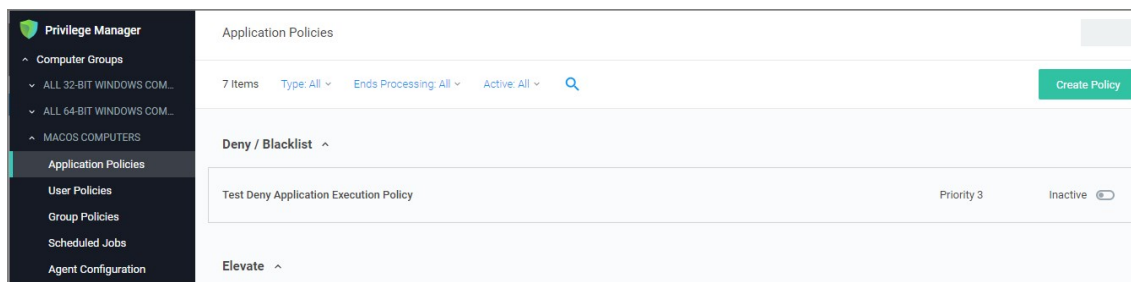 Privilege Manager
Computer Groups
ALL 32-BIT WINDOWS COM...
ALL 64-BIT WINDOWS COM...
MACOS COMPUTERS
Application Policies
User Policies
Group Policies
Scheduled Jobs
Agent Configuration
Application Policies
7 Items Type: All Ends Processing: All Active: All
Create Policy
Deny / Blacklist
Test Deny Application Execution Policy Priority 3 Inactive
Elevate